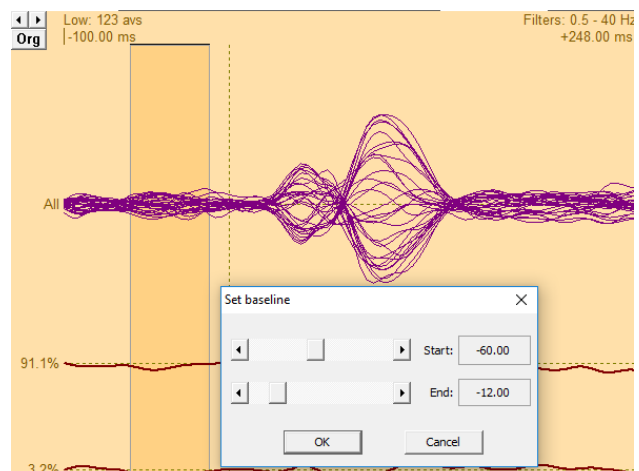 Low: 123 avs
Filters: 0.5 - 40 Hz
Org
-100.00 ms
+248.00 ms
All
Set baseline
Start: -60.00
91.1%
End: -12.00
OK
Cancel
3.2%